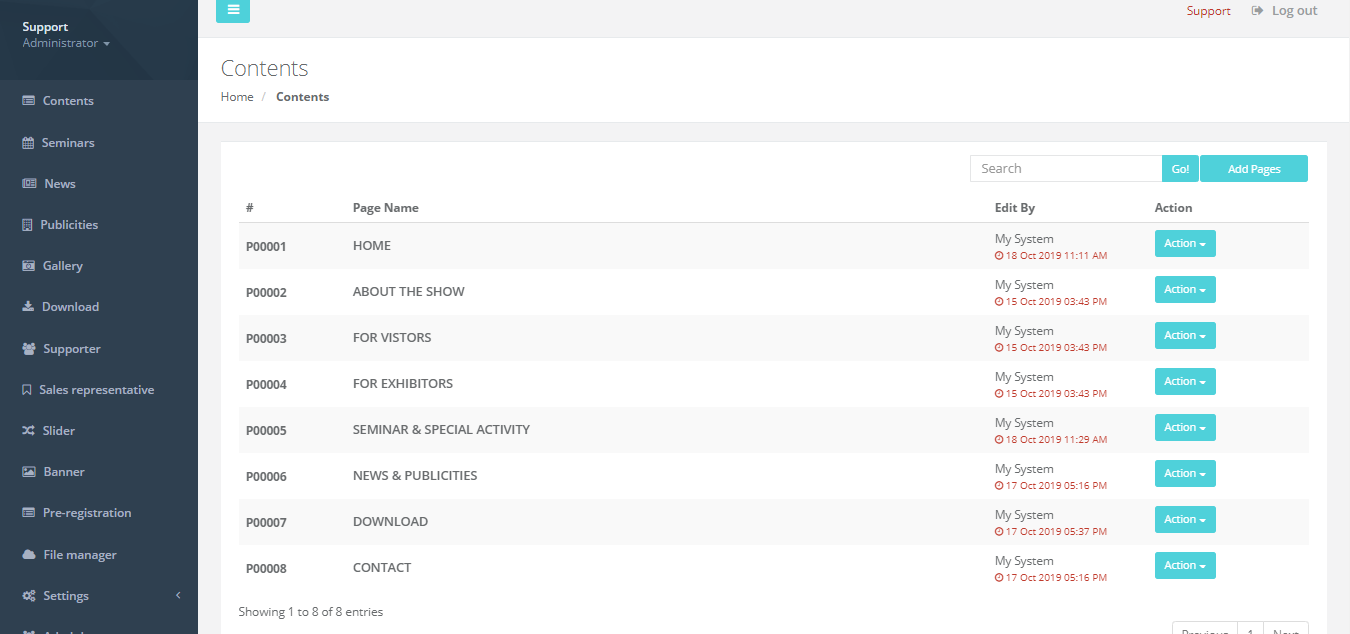 Support
Administrator
Support
Log out
Contents
Home / Contents
Contents
Seminars
News
Publicities
Gallery
Download
Supporter
Sales representative
Slider
Banner
Pre-registration
File manager
Settings
Search
Go!
Add Pages
# Page Name Edit By Action
P00001 HOME My System Action
18 Oct 2019 11:11 AM
P00002 ABOUT THE SHOW My System Action
15 Oct 2019 03:43 PM
P00003 FOR VISTORS My System Action
15 Oct 2019 03:43 PM
P00004 FOR EXHIBITORS My System Action
15 Oct 2019 03:43 PM
P00005 SEMINAR & SPECIAL ACTIVITY My System Action
18 Oct 2019 11:29 AM
P00006 NEWS & PUBLICITIES My System Action
17 Oct 2019 05:16 PM
P00007 DOWNLOAD My System Action
17 Oct 2019 05:37 PM
P00008 CONTACT My System Action
17 Oct 2019 05:16 PM
Showing 1 to 8 of 8 entries
Previous 1 Next